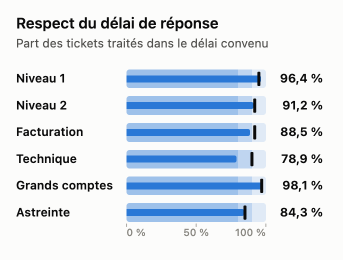 Respect du délai de réponse
Part des tickets traités dans le délai convenu
Niveau 1 96,4 %
Niveau 2 91,2 %
Facturation 88,5 %
Technique 78,9 %
Grands comptes 98,1 %
Astreinte 84,3 %
0 % 50 % 100 %